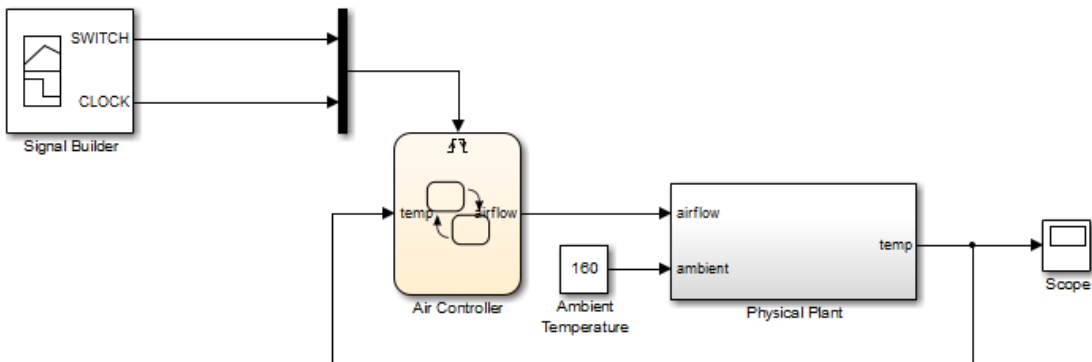 SWITCH
CLOCK
Signal Builder
temp
airflow
Air Controller
160
Ambient
Temperature
airflow
ambient
temp
Physical Plant
Scope